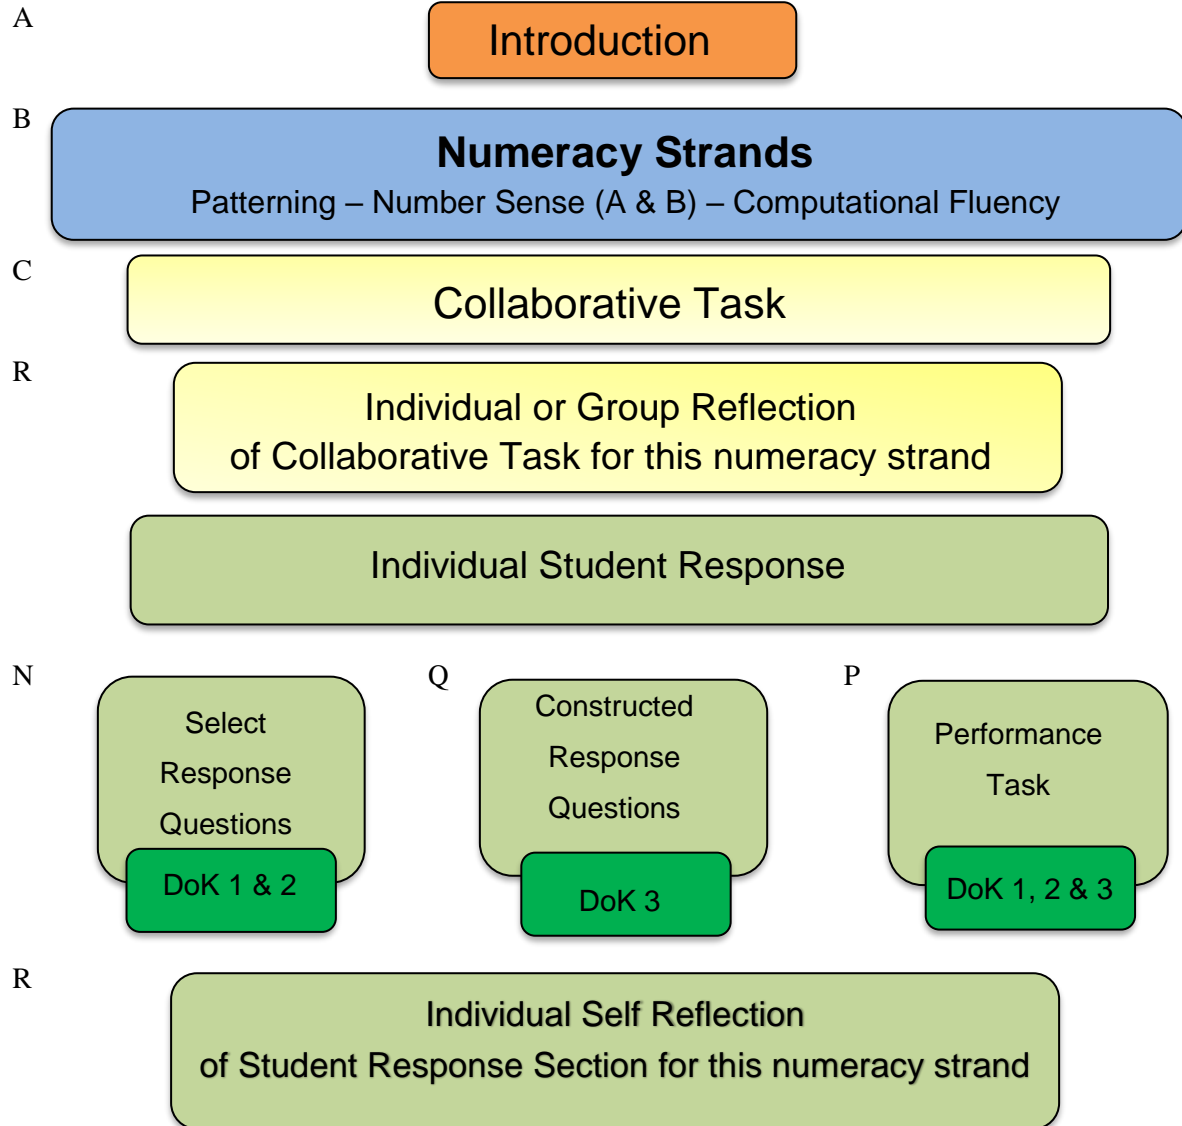 A
Introduction
B
Numeracy Strands
Patterning – Number Sense (A & B) – Computational Fluency
C
Collaborative Task
R
Individual or Group Reflection
of Collaborative Task for this numeracy strand
Individual Student Response
N
Select
Response
Questions
DoK 1 & 2
Q
Constructed
Response
Questions
DoK 3
P
Performance
Task
DoK 1, 2 & 3
R
Individual Self Reflection
of Student Response Section for this numeracy strand